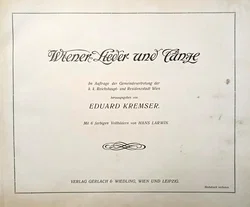 Wiener Lieder und Tänze
Im Auftrage der Gemeindevertretung der
k. k. Reichshaupt- und Residenzstadt Wien
herausgegeben von
EDUARD KREMSER.
Mit 6 farbigen Vollbildern von HANS LARWIN.
VERLAG GERLACH & WIEDLING, WIEN UND LEIPZIG.